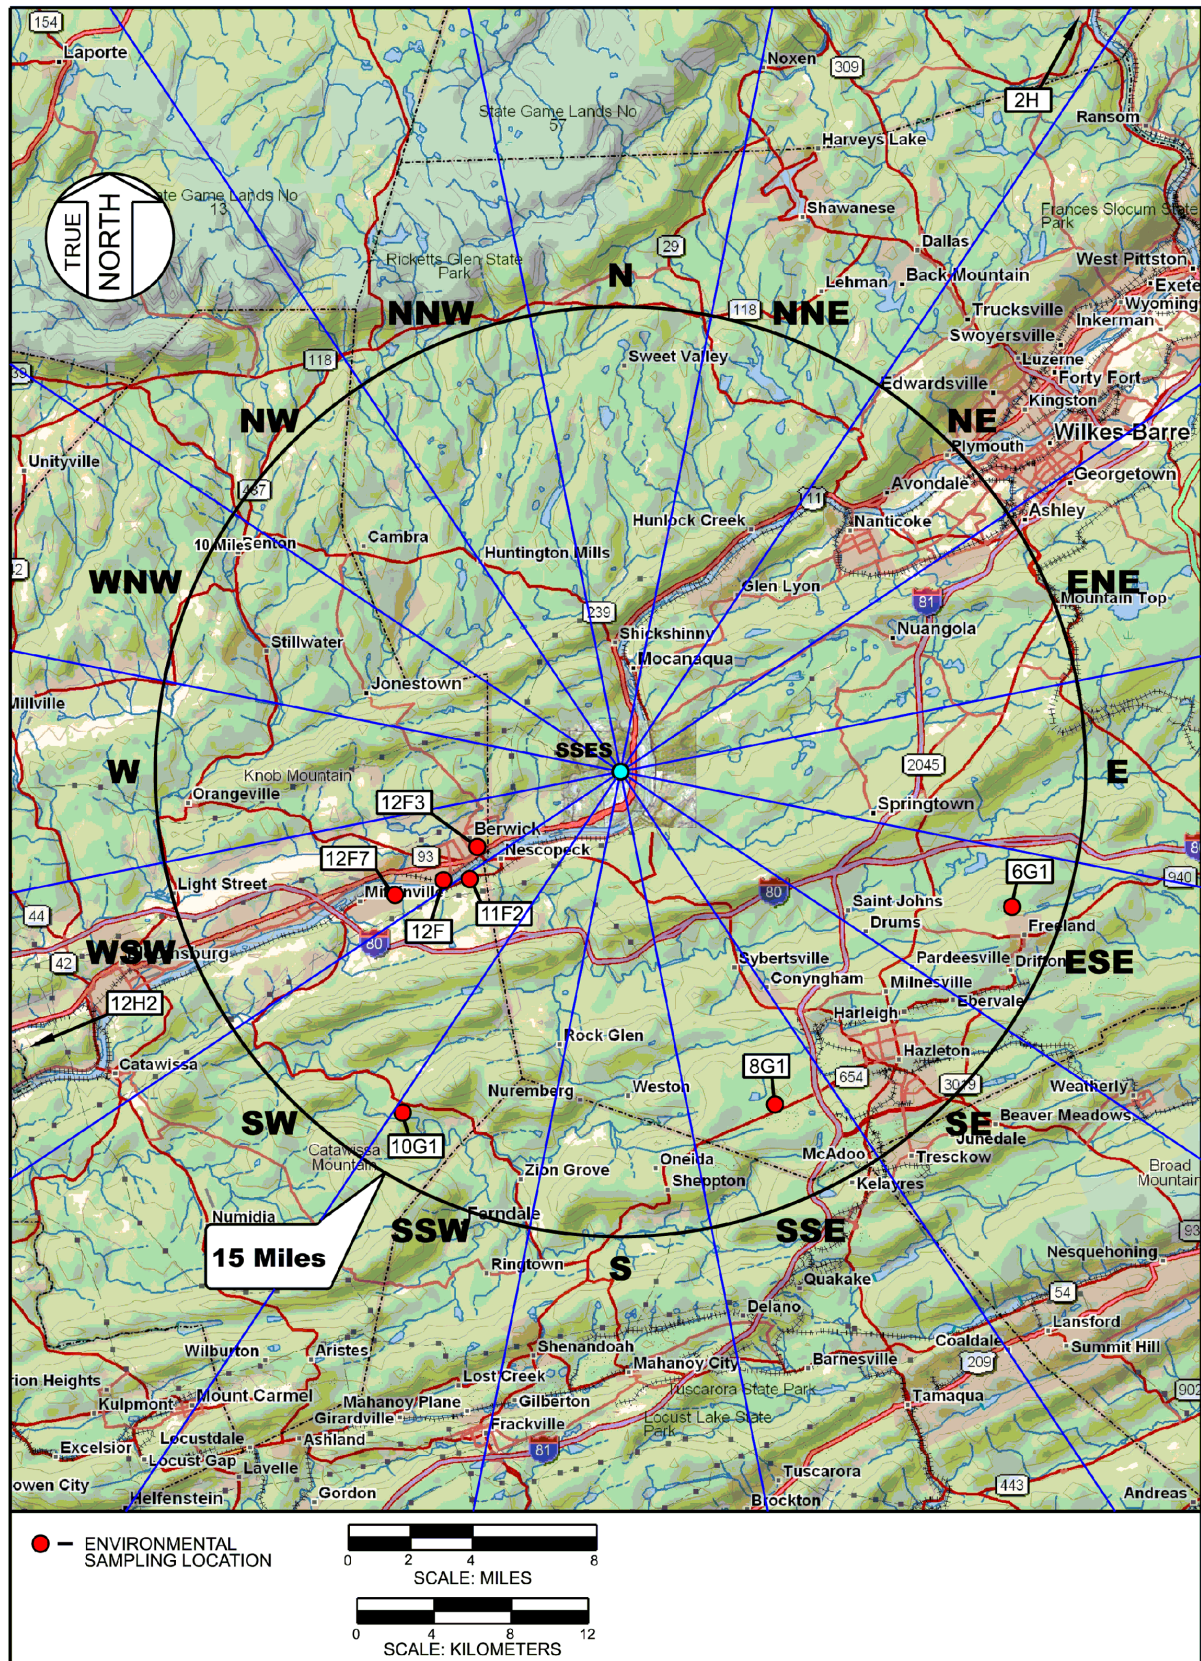 154
Laporte
Noxen
309
2H
Ransom
State Game Lands No
57
Harveys Lake
ate Game Lands No
13
TRUE
NORTH
Shawanese
Frances Slocum State
Park
29
Dallas
Ricketts Glen State
Park
N
Back Mountain
West Pittston
Lehman
Exete
NNW
118
NNE
Trucksville
Wyoming
Inkerman
Swoyersville
118
Sweet Valley
Luzerne
Forty Fort
Edwardsville
Kingston
NW
NE
Wilkes-Barre
Plymouth
Unityville
Georgetown
487
Avondale
11
Ashley
Hunlock Creek
Nanticoke
10 Miles
Benton
Cambra
Huntington Mills
WNW
ENE
Glen Lyon
Mountain Top
81
239
Nuangola
Shickshinny
Stillwater
Mocanaqua
Jonestown
Millville
SSES
W
Knob Mountain
2045
E
Orangeville
12F3
Springtown
Berwick
12F7
93
Nescopeck
6G1
Light Street
Mifflinville
80
940
44
12F
11F2
Saint Johns
Drums
Freeland
WSW
80
42
Pardeesville
Drifton
ESE
Sybertsville
12H2
Conyngham
Milnesville
Ebervale
Harleigh
Rock Glen
Hazleton
Catawissa
8G1
654
3019
Weatherly
Nuremberg
Weston
SW
10G1
SE
Beaver Meadows
Junedale
Catawissa
Mountain
McAdoo
Tresckow
Oneida
Zion Grove
Sheppton
Kelayres
Broad
Mountain
Numidia
SSW
SSE
93
15 Miles
S
Ringtown
Nesquehoning
Quakake
54
Delano
Lansford
Coaldale
Shenandoah
Summit Hill
Wilburton
Aristes
Mahanoy City
Barnesville
209
rion Heights
Lost Creek
Tuscarora State Park
902
Mount Carmel
Mahanoy Plane
Gilberton
Tamaqua
Kulpmont
Girardville
Locust Lake State
Park
Frackville
Locustdale
Ashland
81
Excelsior
Locust Gap
Lavelle
Tuscarora
owen City
443
Helfenstein
Gordon
Brockton
Andreas
ENVIRONMENTAL
SAMPLING LOCATION
0 2 4 8
SCALE: MILES
0 4 8 12
SCALE: KILOMETERS